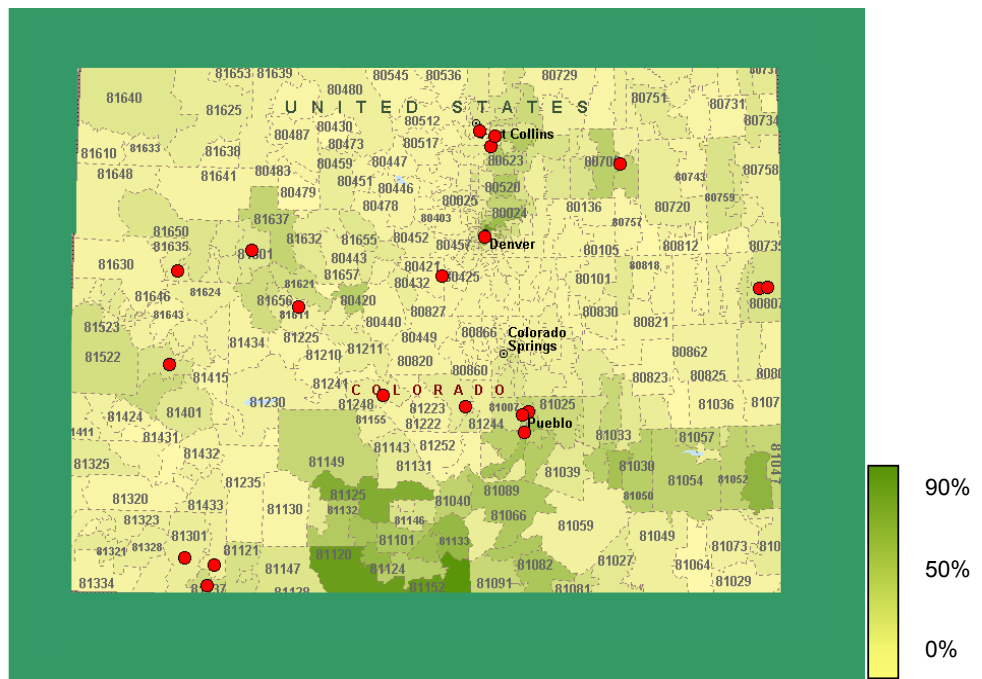 81653 81639 80545 80536 80729
80480
81640 80751 80731
81625
UNITED STATES
80512 80734
80430
80487 Collins
80473 80517
81610 81633 81638
80459 80447 80623
81648 81641 80483 80758
80451 80446 80743
80479 80520
80025 80759
80478 80136 80720
81637 80024
80403 80757
81650 81632 81655 80452 80457 Denver 80812
81635
80443 80105
81630 80421 80818
81657 80425
81621 80432 80101
81646 81624 81656 80420
81643 81611 80827 80830
81523 80440 80821
81225 80449 80866 Colorado
81434 Springs
81522 81210 81211 80862
80820 80860
81415 80823 80825
81241
COLORADO
81230 81248 81223 81007 81025 81036
81424 81401 81155 81222 81244 Pueblo
81431 81033 81057
81143 81252
81432
81325 81149 81131 81030 81047
81039
81235 81054 81052
81125 81089
81320 81040 81050
81433 81130 81132
81323 81146 81066 81059
81301 81101 81133 81049
81321 81328 81121 81120 81073
81147 81124 81082 81027 81064
81334 81152 81091 81029
90%
50%
0%